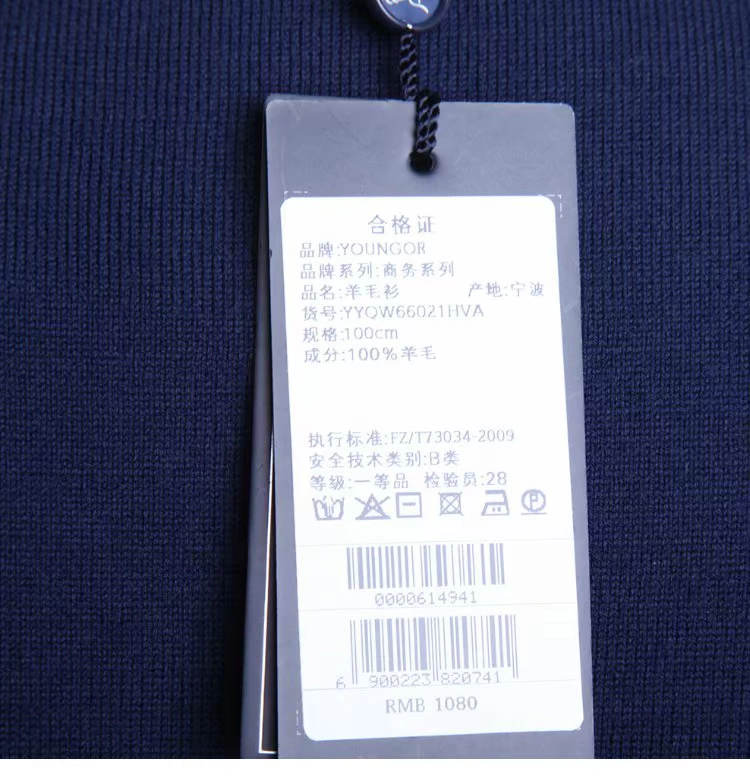 合格证
品牌:YOUNGOR
品牌系列:商务系列
品名:羊毛衫 产地:宁波
货号:YYQW66021HVA
规格:100cm
成分:100%羊毛
执行标准:FZ/T73034-2009
安全技术类别:B类
等级:一等品 检验员:28
0000614941
6 900223 820741
RMB 1080